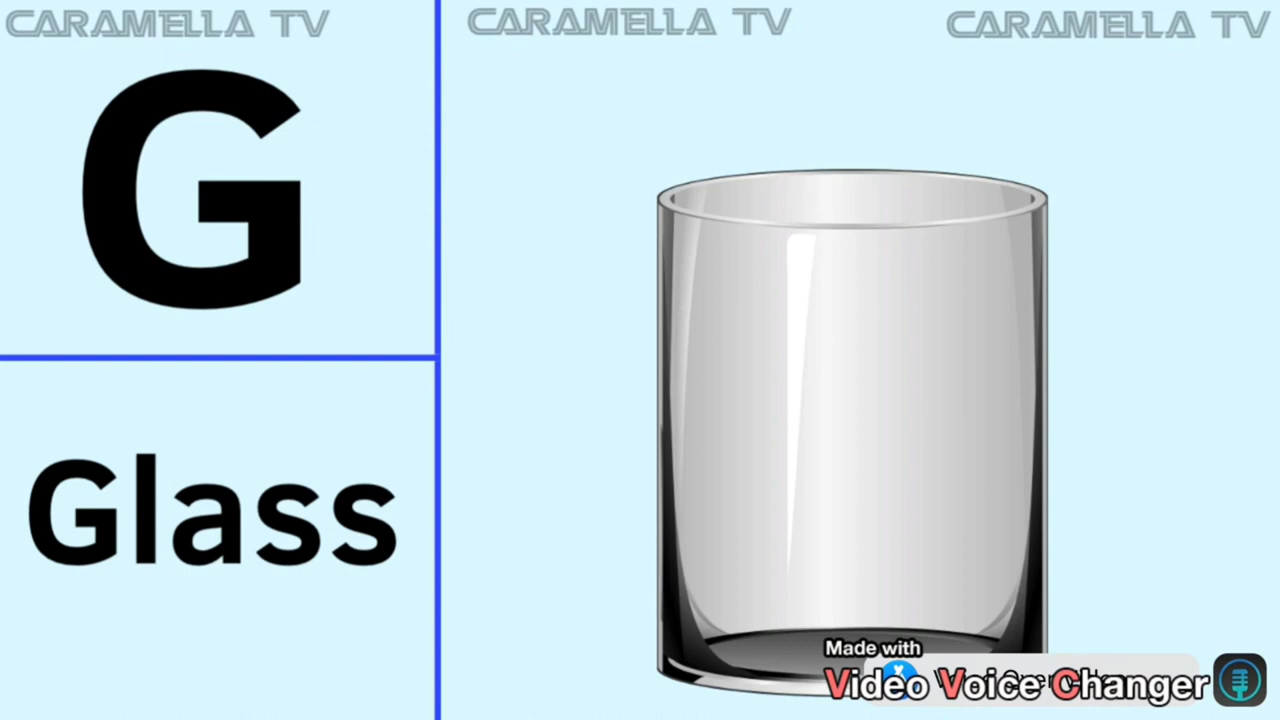 CARAMELLA TV
CARAMELLA TV
CARAMELLA TV
G
Glass
Made with
Video Voice Changer